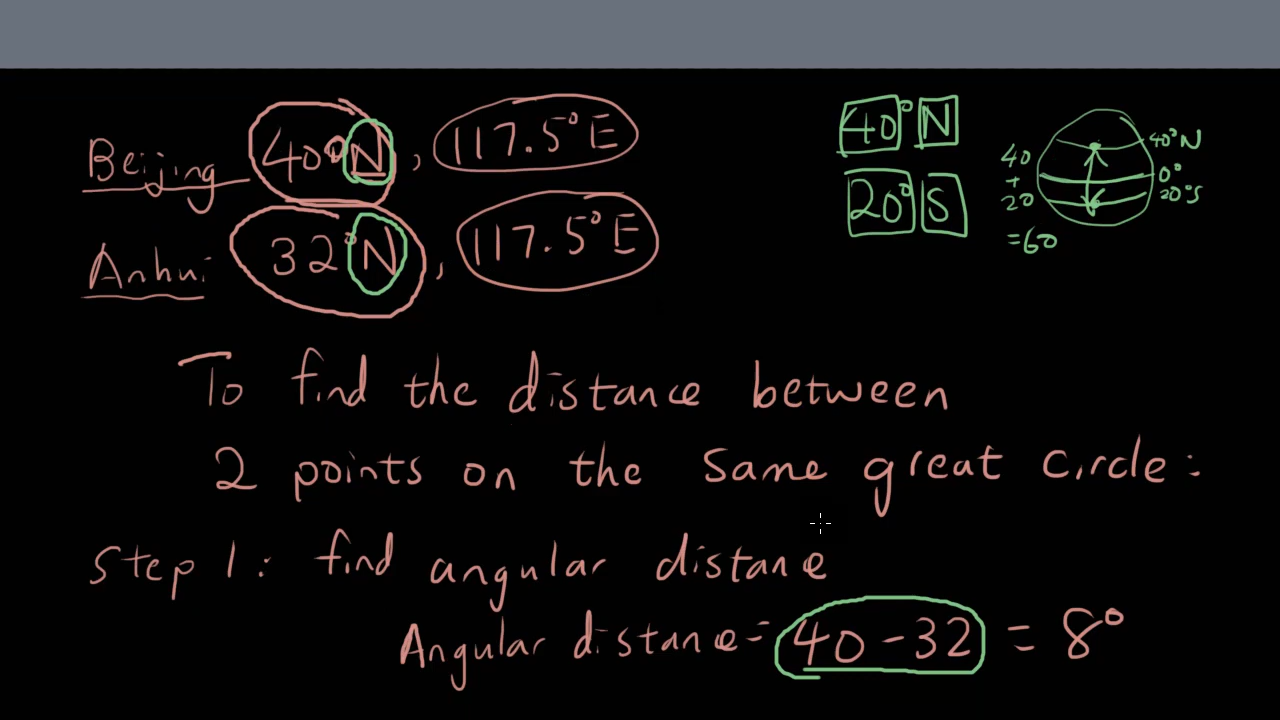 Beijing 40°N, 117.5°E
Anhui 32°N, 117.5°E
40° N
20° S
40
+
20
=60
40°N
0°
20°S
To find the distance between
2 points on the same great circle:
Step 1: find angular distane
Angular distane= 40-32 = 8°